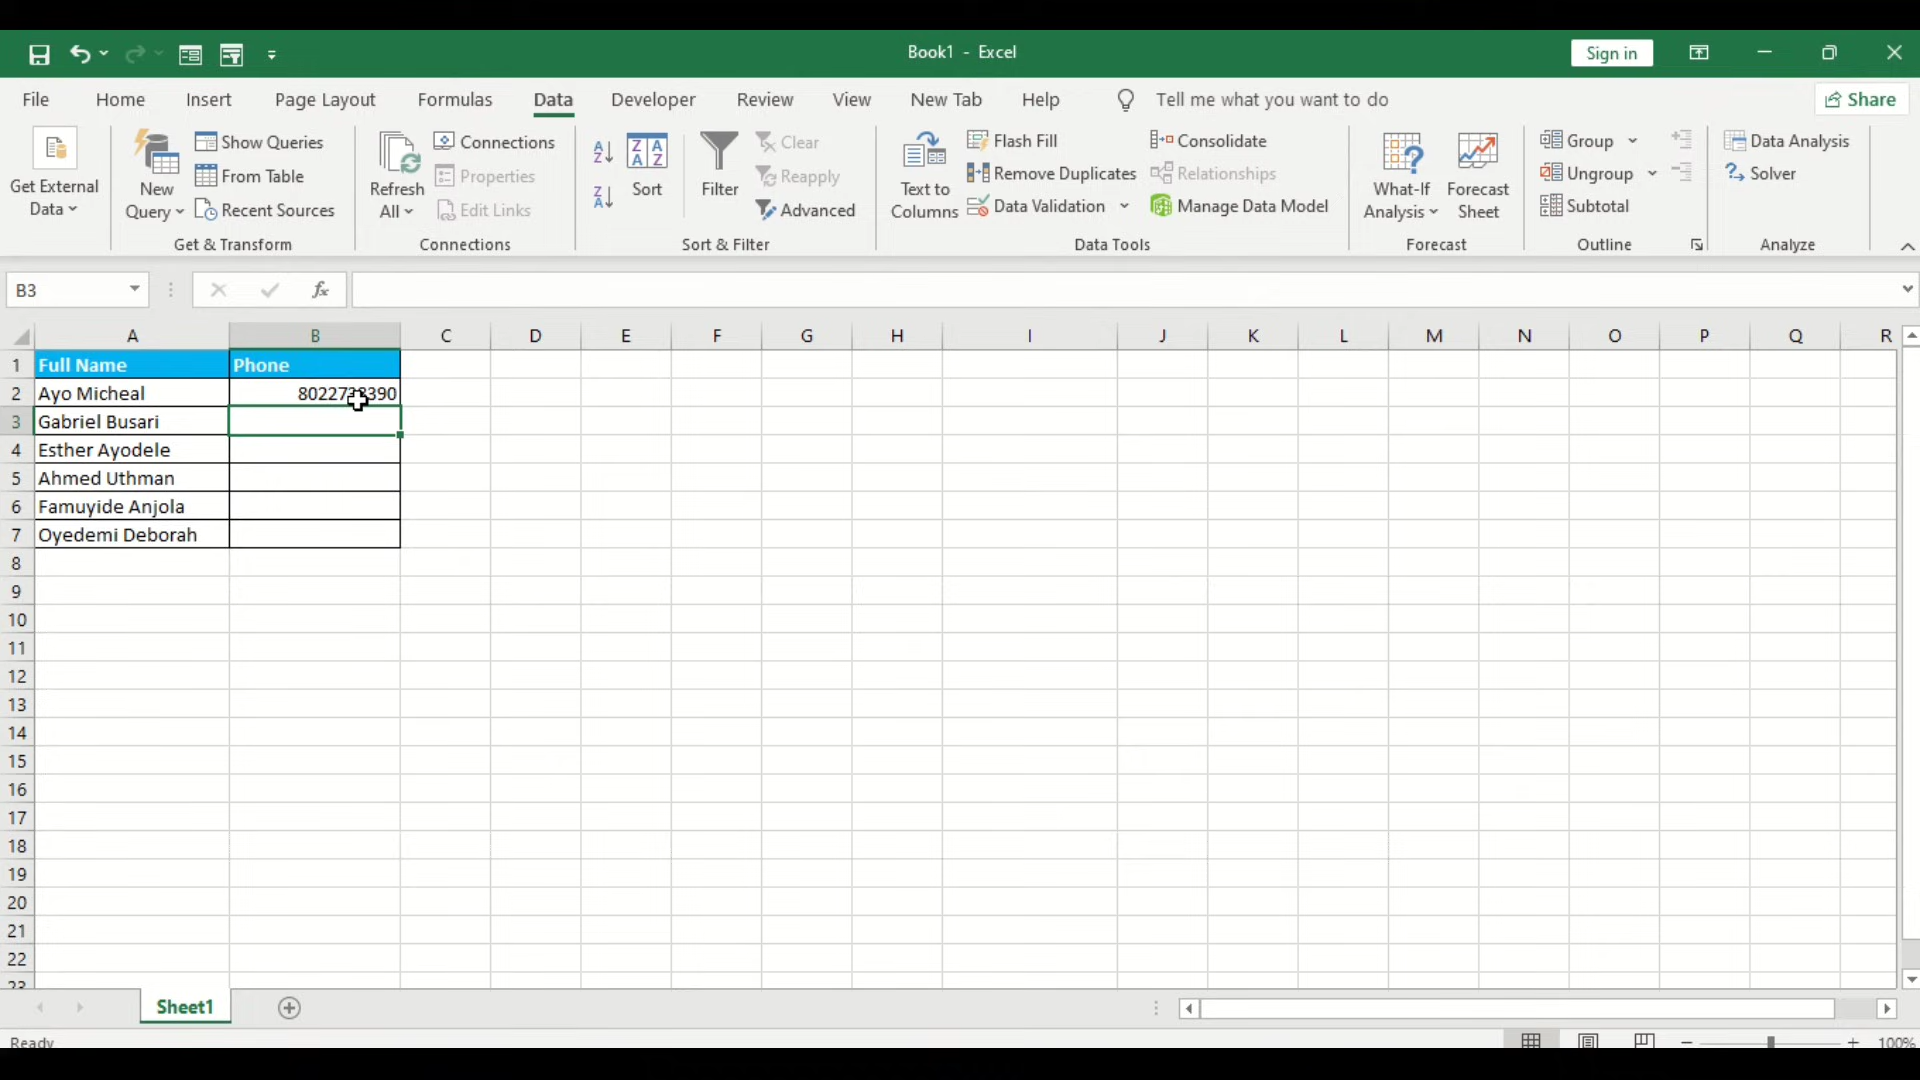 Book1 - Excel
Sign in
File Home Insert Page Layout Formulas Data Developer Review View New Tab Help Tell me what you want to do Share
Get External Data
New Query
Show Queries
From Table
Recent Sources
Get & Transform
Refresh All
Connections
Properties
Edit Links
Connections
Sort
Filter
Clear
Reapply
Advanced
Sort & Filter
Text to Columns
Flash Fill
Remove Duplicates
Data Validation
Consolidate
Relationships
Manage Data Model
Data Tools
What-If Analysis
Forecast Sheet
Forecast
Group
Ungroup
Subtotal
Outline
Data Analysis
Solver
Analyze
B3 fx
A B C D E F G H I J K L M N O P Q R
1 Full Name Phone
2 Ayo Micheal
3 Gabriel Busari
4 Esther Ayodele
5 Ahmed Uthman
6 Famuyide Anjola
7 Oyedemi Deborah
8
9
10
11
12
13
14
15
16
17
18
19
20
21
22
23
Sheet1
Ready 100%